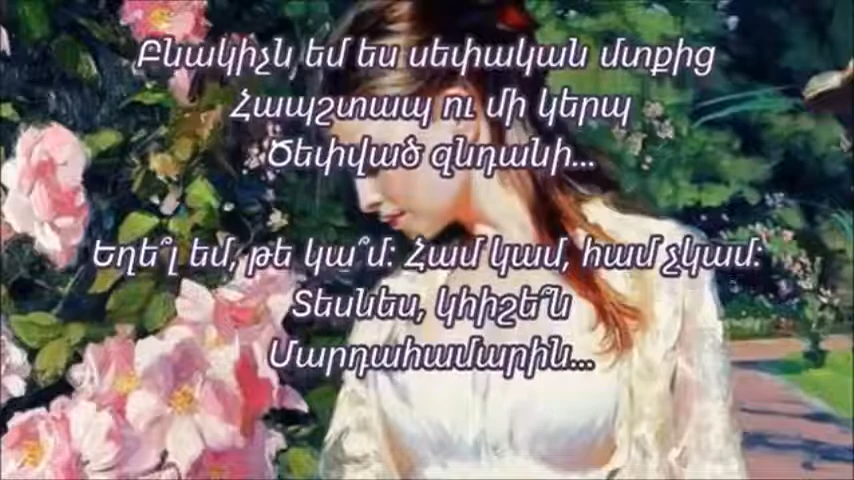 Բնակիչն եմ ես սեփական մտքից
Հապշտապ ու մի կերպ
Ծեփված զնդանի...
Եղե՞լ եմ, թե կա՞մ: Համ կամ, համ չկամ:
Տեսնես, կհիշե՞ն
Մարդահամարին...